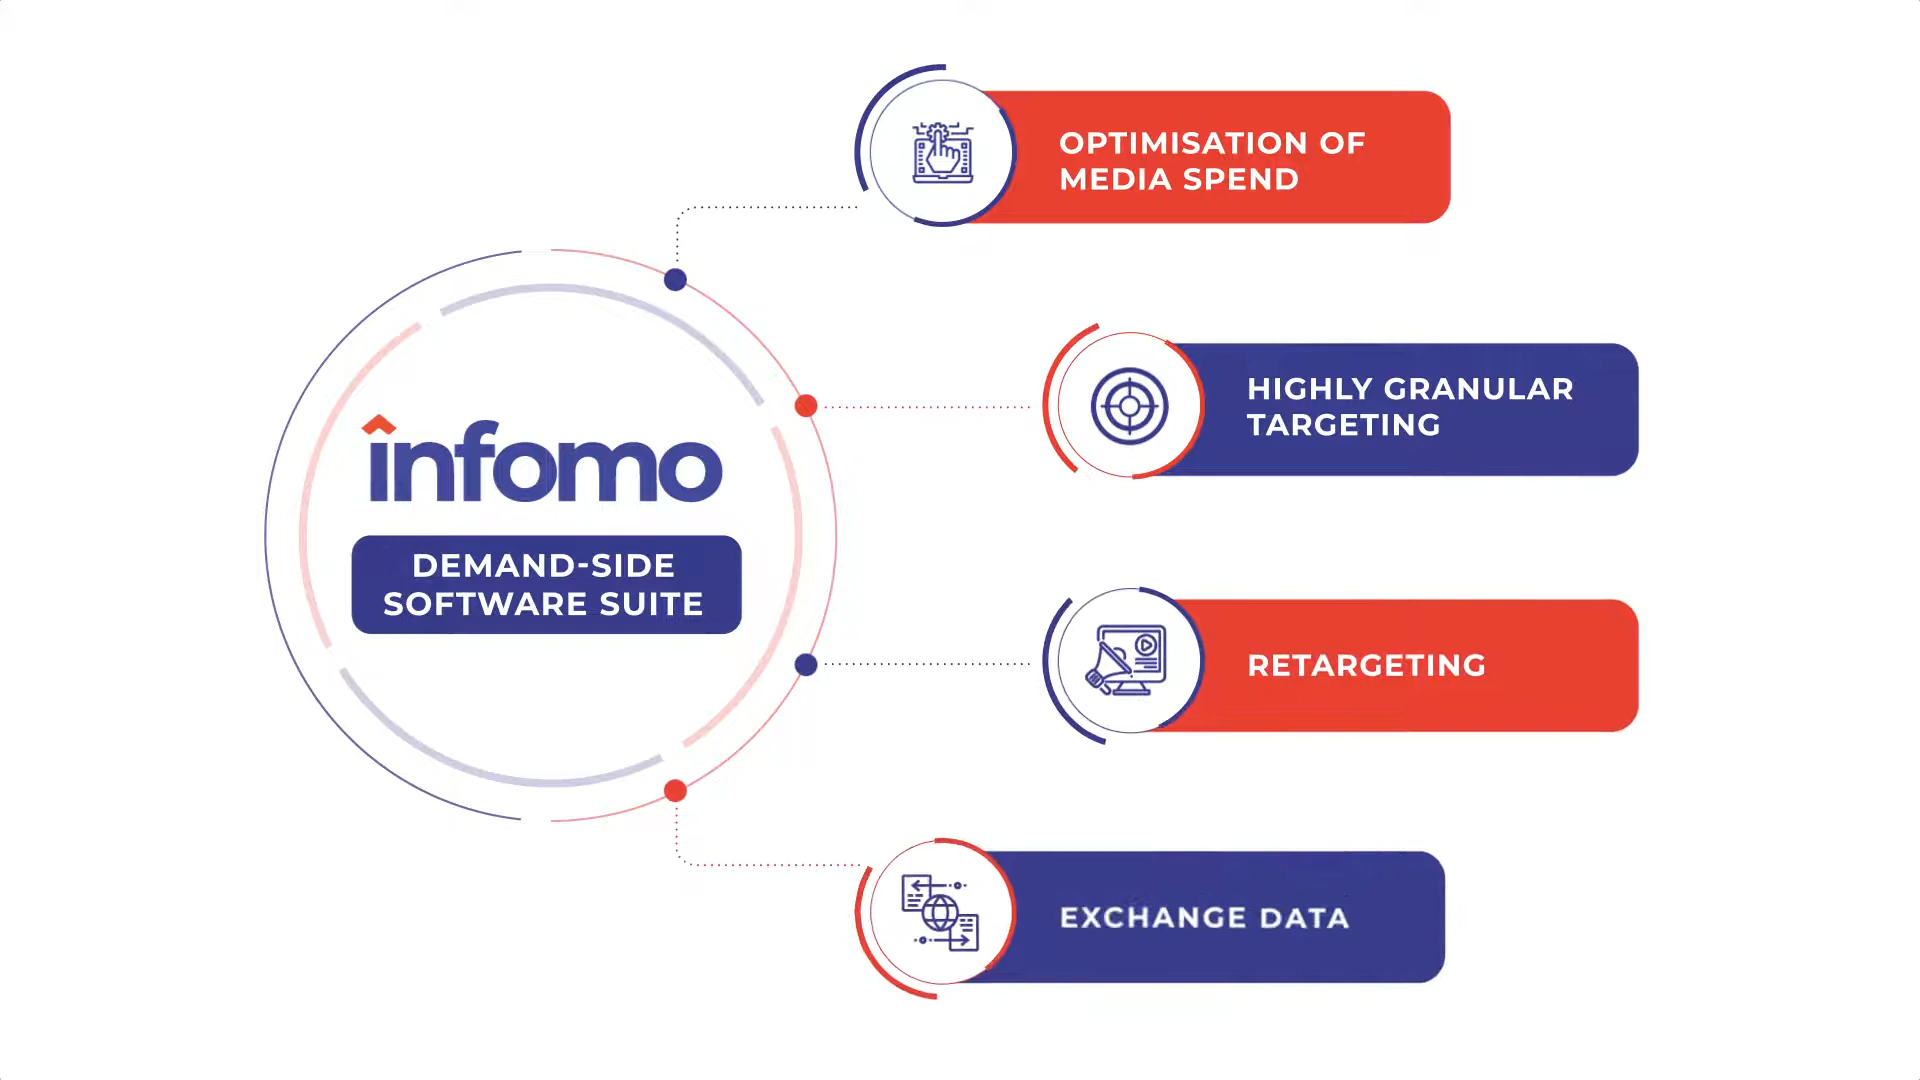 infomo
DEMAND-SIDE
SOFTWARE SUITE
OPTIMISATION OF
MEDIA SPEND
HIGHLY GRANULAR
TARGETING
RETARGETING
EXCHANGE DATA